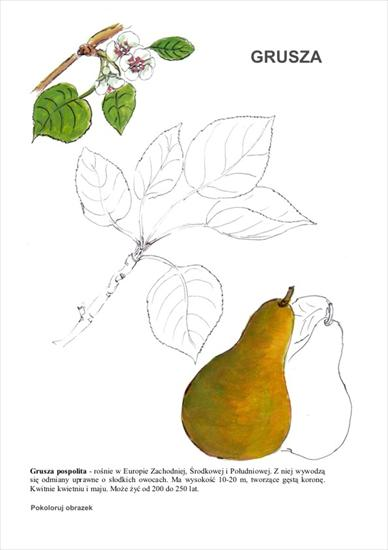 GRUSZA
Grusza pospolita - rośnie w Europie Zachodniej, Środkowej i Południowej. Z niej wywodzą
się odmiany uprawne o słodkich owocach. Ma wysokość 10-20 m, tworzące gęstą koronę.
Kwitnie kwietniu i maju. Może żyć od 200 do 250 lat.
Pokoloruj obrazek